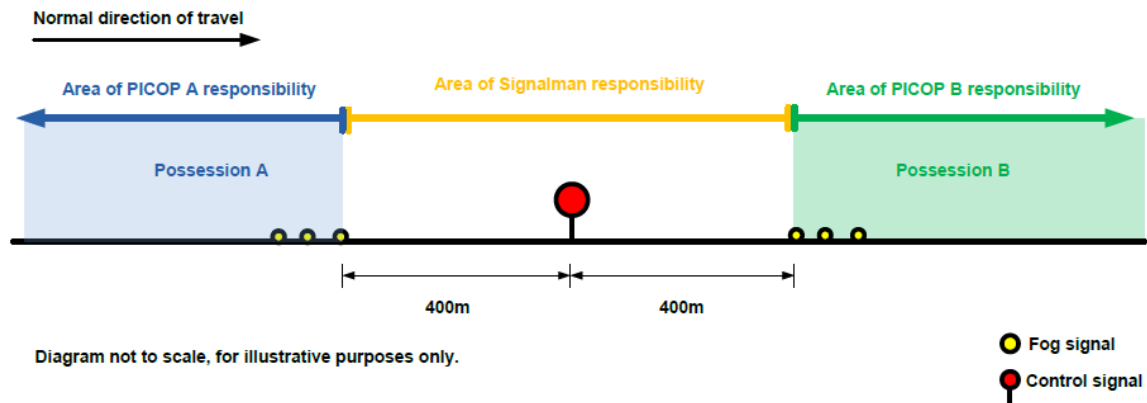 Normal direction of travel
Area of PICOP A responsibility
Area of Signalman responsibility
Area of PICOP B responsibility
Possession A
Possession B
400m
400m
Diagram not to scale, for illustrative purposes only.
Fog signal
Control signal